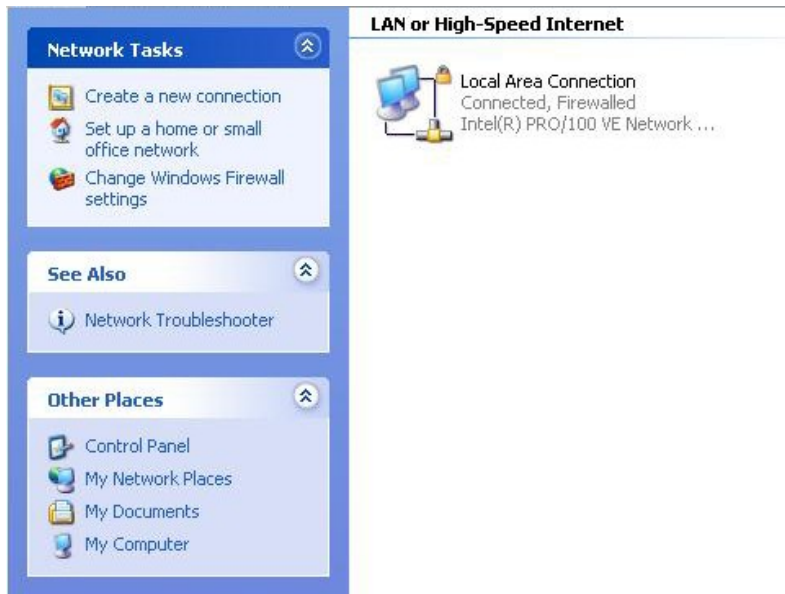 Network Tasks
Create a new connection
Set up a home or small
office network
Change Windows Firewall
settings
See Also
Network Troubleshooter
Other Places
Control Panel
My Network Places
My Documents
My Computer
LAN or High-Speed Internet
Local Area Connection
Connected, Firewalled
Intel(R) PRO/100 VE Network ...